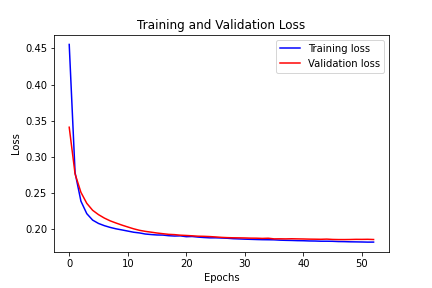 Training and Validation Loss
Training loss
Validation loss
0.45
0.40
0.35
0.30
0.25
0.20
Loss
0 10 20 30 40 50
Epochs